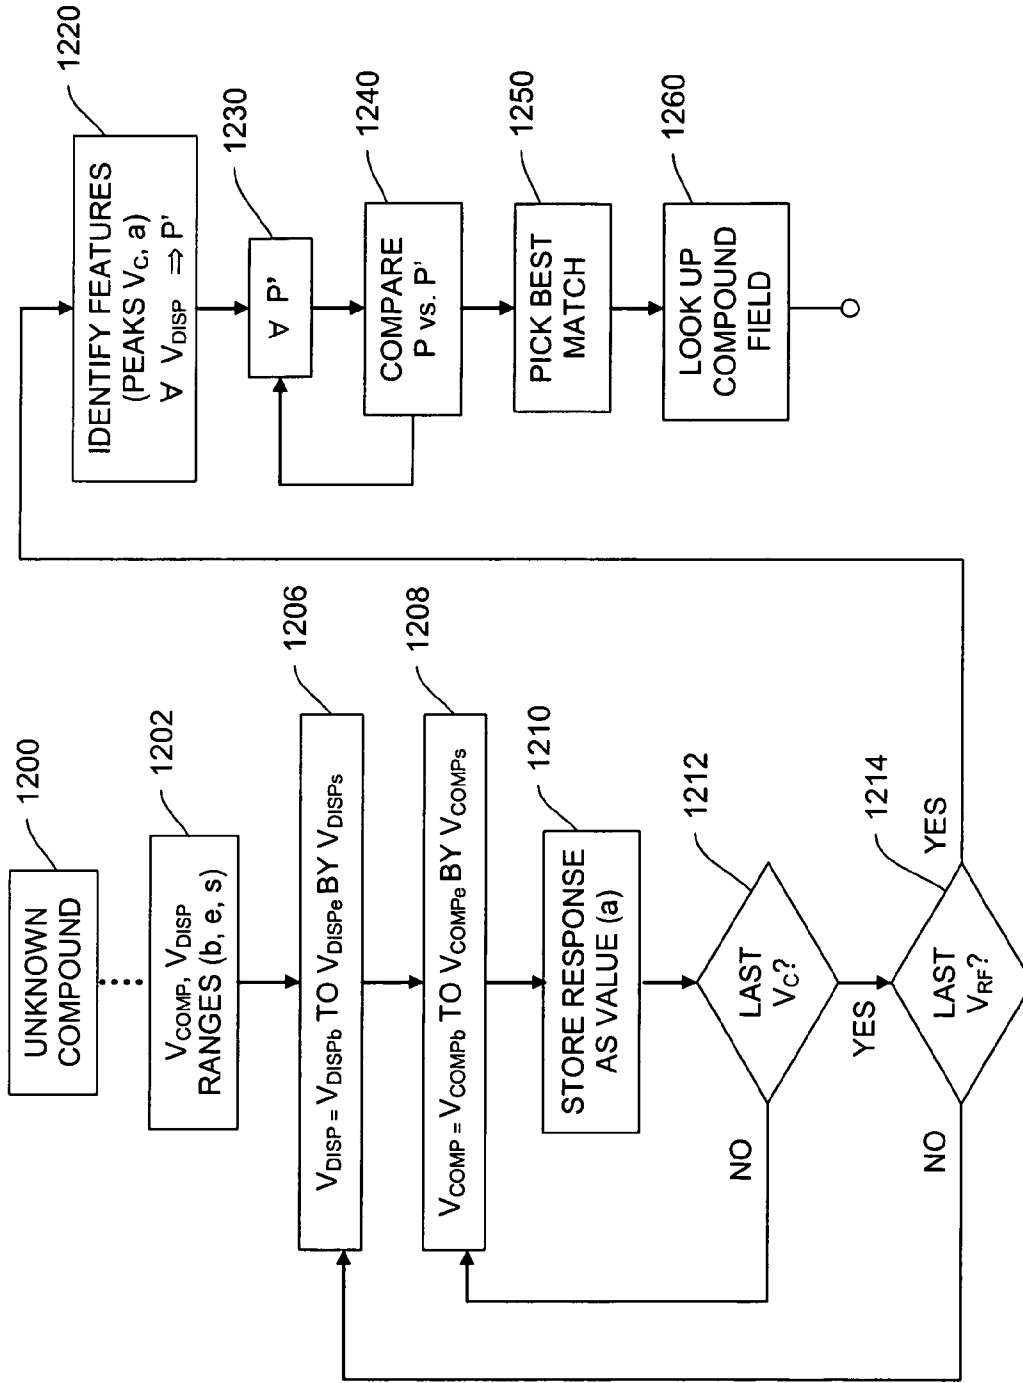 UNKNOWN
COMPOUND
1200
V_COMP, V_DISP
RANGES (b, e, s)
1202
V_DISP = V_DISPb TO V_DISPe BY V_DISPs
1206
V_COMP = V_COMPb TO V_COMPe BY V_COMPs
1208
STORE RESPONSE
AS VALUE (a)
1210
LAST
V_C?
1212
NO
YES
LAST
V_RF?
1214
NO
YES
IDENTIFY FEATURES
(PEAKS V_C, a)
∀ V_DISP ⇒ P'
1220
∀ P'
1230
COMPARE
P vs. P'
1240
PICK BEST
MATCH
1250
LOOK UP
COMPOUND
FIELD
1260